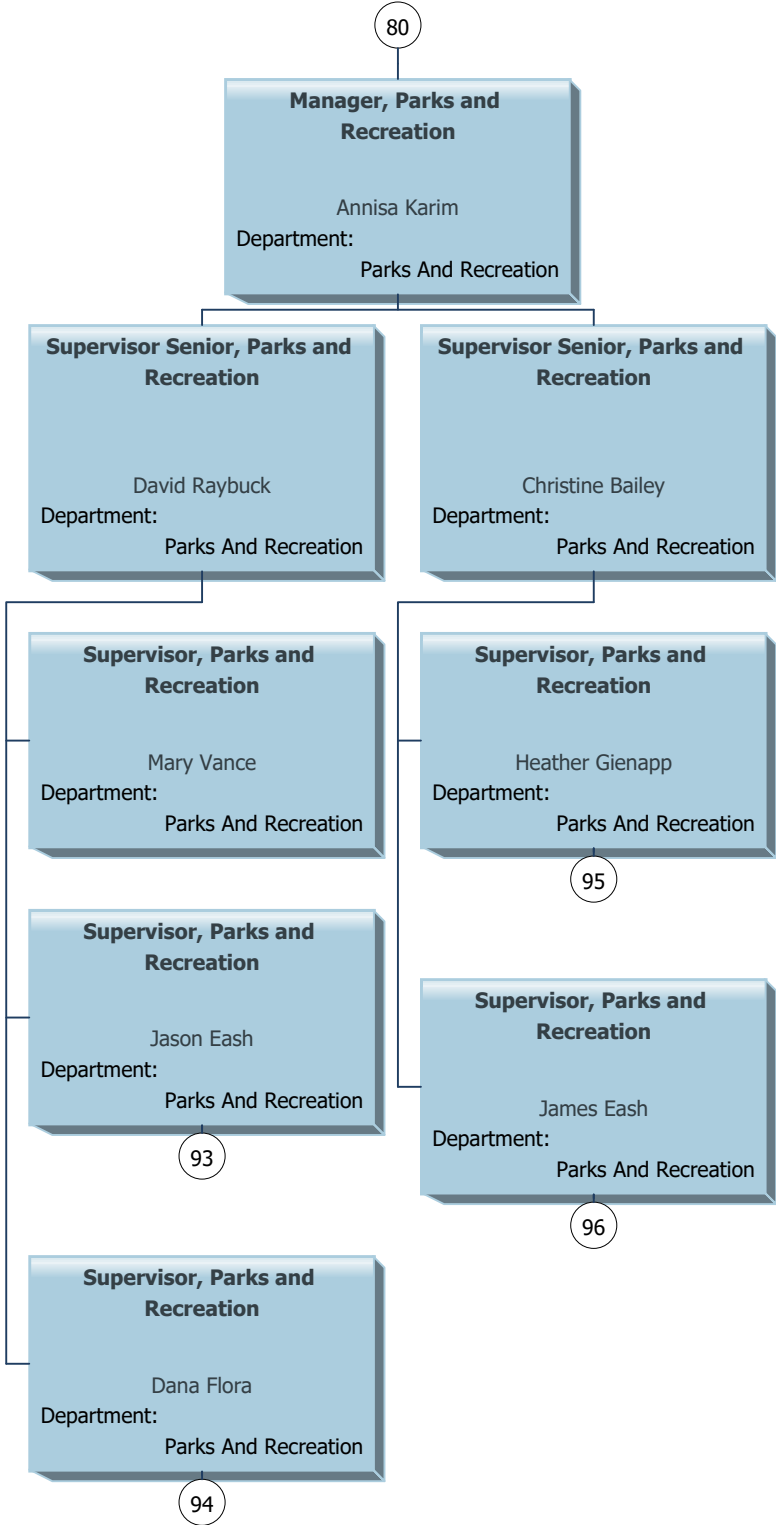 80
Manager, Parks and
Recreation
Annisa Karim
Department:
Parks And Recreation
Supervisor Senior, Parks and
Recreation
David Raybuck
Department:
Parks And Recreation
Supervisor Senior, Parks and
Recreation
Christine Bailey
Department:
Parks And Recreation
Supervisor, Parks and
Recreation
Mary Vance
Department:
Parks And Recreation
Supervisor, Parks and
Recreation
Heather Gienapp
Department:
Parks And Recreation
95
Supervisor, Parks and
Recreation
Jason Eash
Department:
Parks And Recreation
93
Supervisor, Parks and
Recreation
James Eash
Department:
Parks And Recreation
96
Supervisor, Parks and
Recreation
Dana Flora
Department:
Parks And Recreation
94